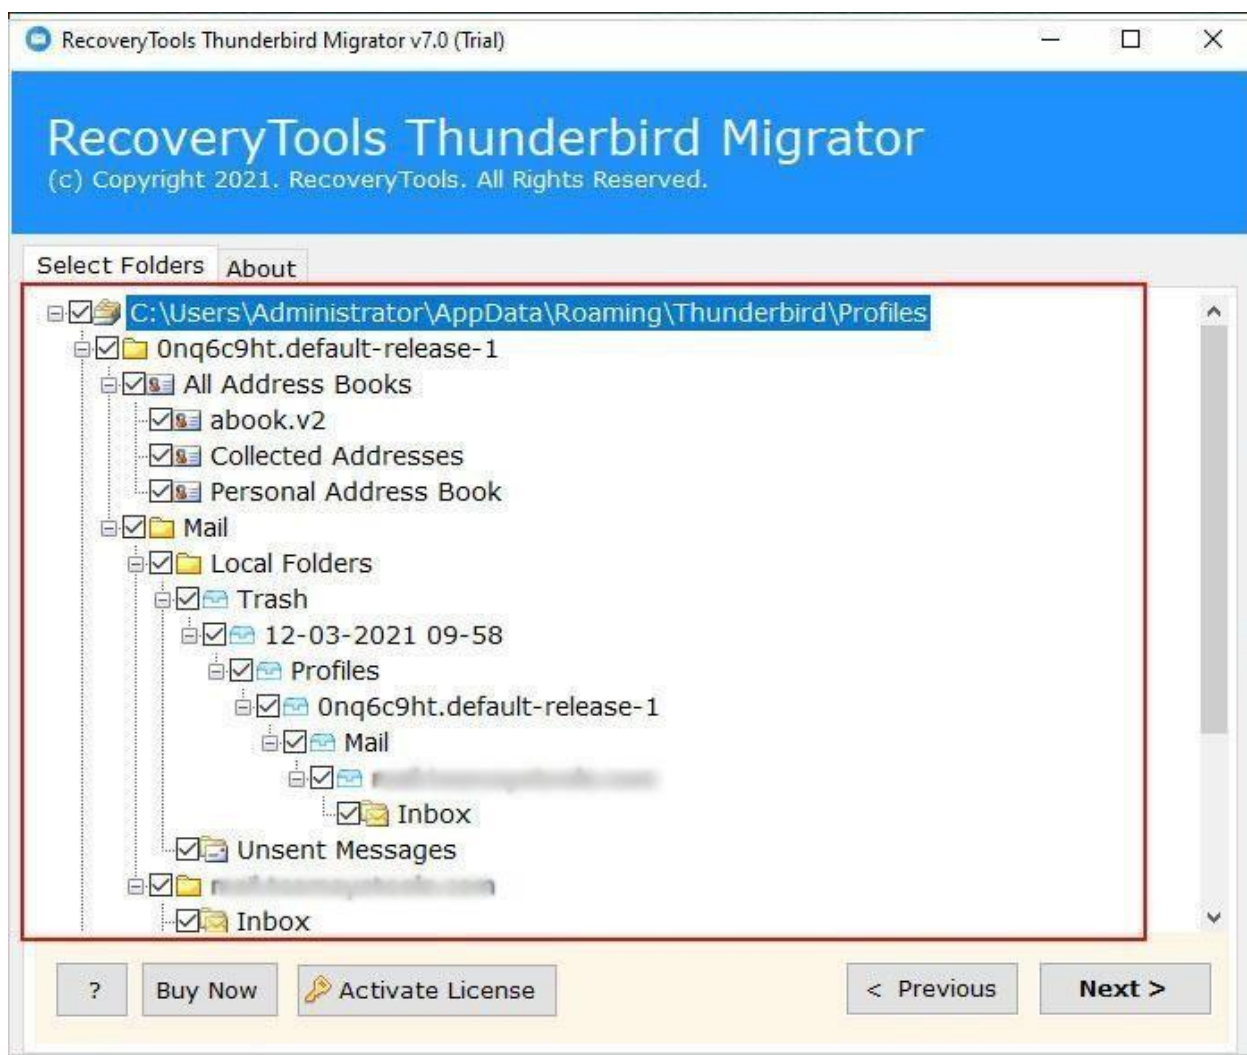 RecoveryTools Thunderbird Migrator v7.0 (Trial)
RecoveryTools Thunderbird Migrator
(c) Copyright 2021. RecoveryTools. All Rights Reserved.
Select Folders About
C:\Users\Administrator\AppData\Roaming\Thunderbird\Profiles
0nq6c9ht.default-release-1
All Address Books
abook.v2
Collected Addresses
Personal Address Book
Mail
Local Folders
Trash
12-03-2021 09-58
Profiles
0nq6c9ht.default-release-1
Mail
Inbox
Unsent Messages
Inbox
? Buy Now Activate License < Previous Next >